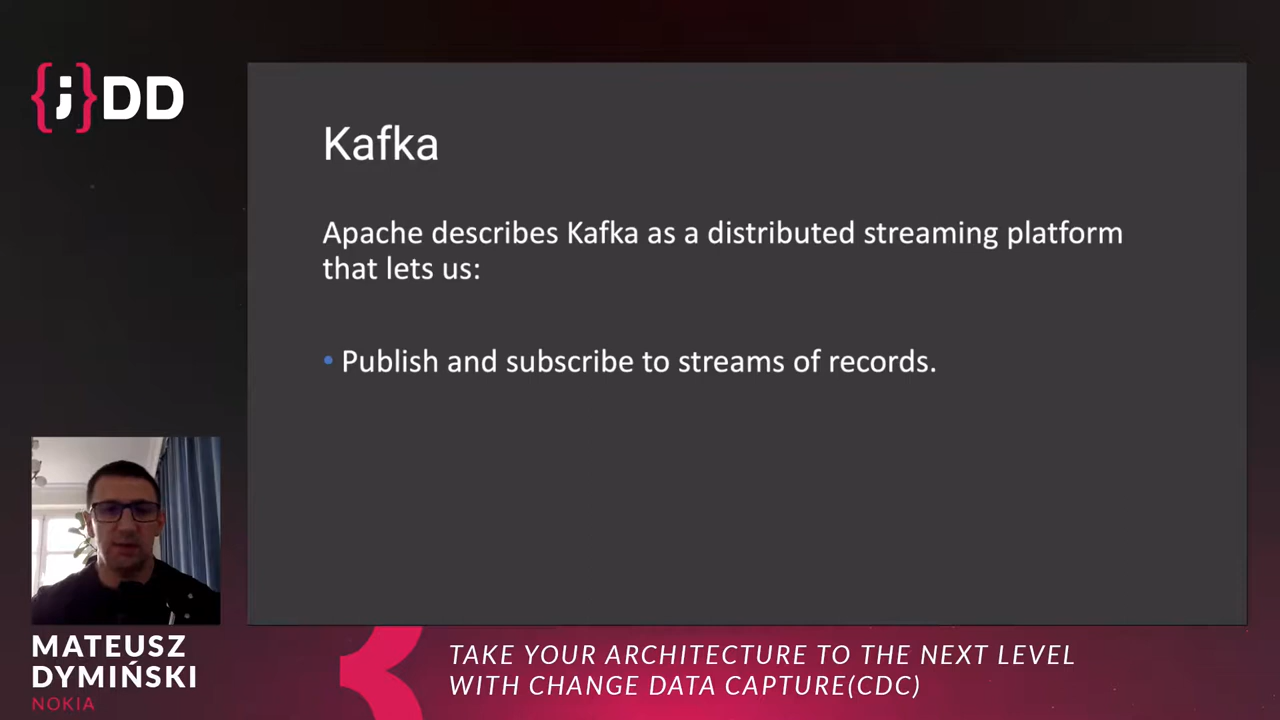 {;}DD
Kafka
Apache describes Kafka as a distributed streaming platform
that lets us:
• Publish and subscribe to streams of records.
MATEUSZ
DYMIŃSKI
NOKIA
TAKE YOUR ARCHITECTURE TO THE NEXT LEVEL
WITH CHANGE DATA CAPTURE(CDC)